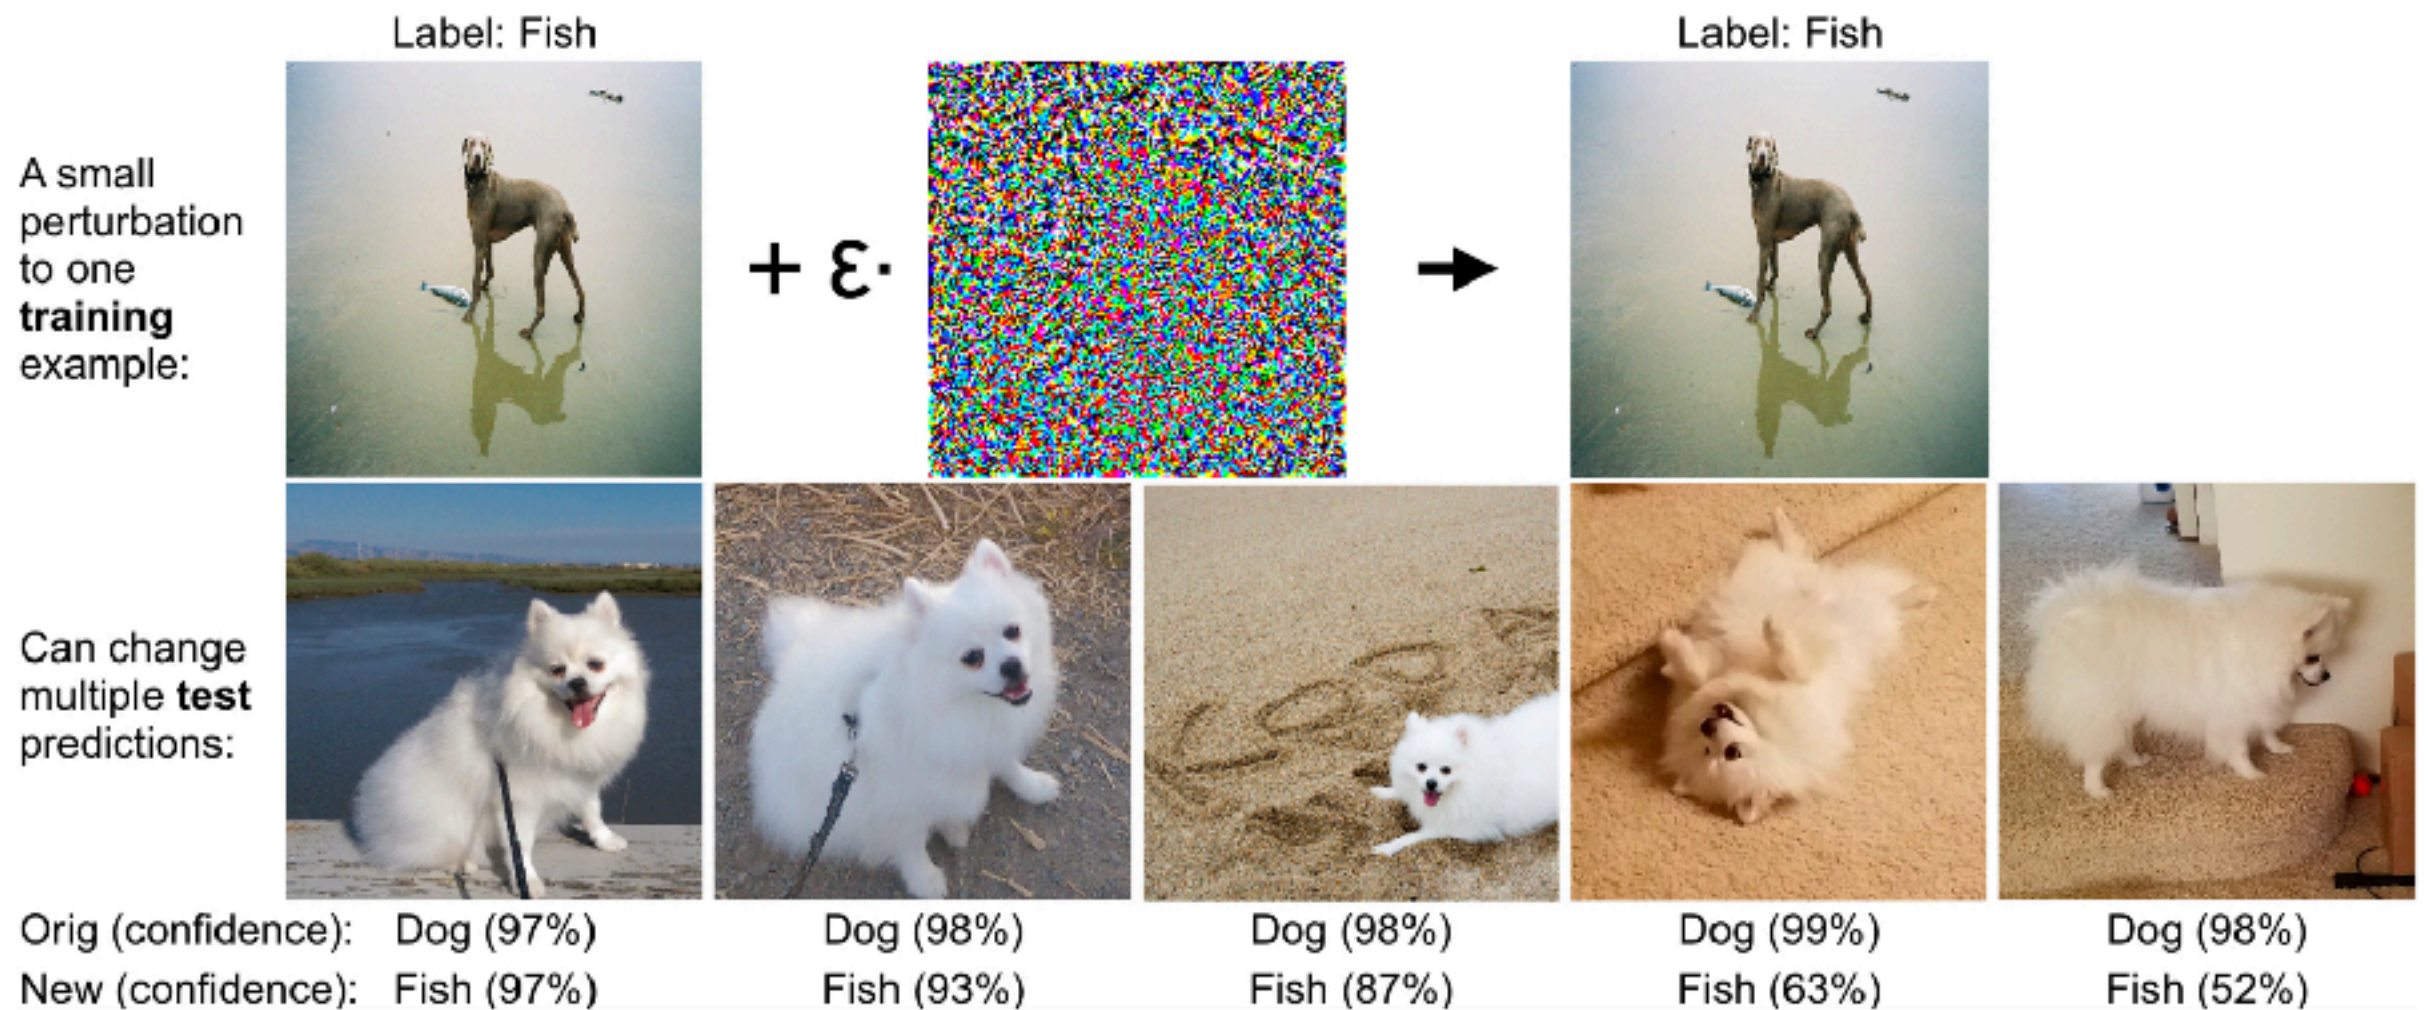 Label: Fish
Label: Fish
A small
perturbation
to one
training
example:
+ ε·
Can change
multiple test
predictions:
Orig (confidence): Dog (97%) Dog (98%) Dog (98%) Dog (99%) Dog (98%)
New (confidence): Fish (97%) Fish (93%) Fish (87%) Fish (63%) Fish (52%)